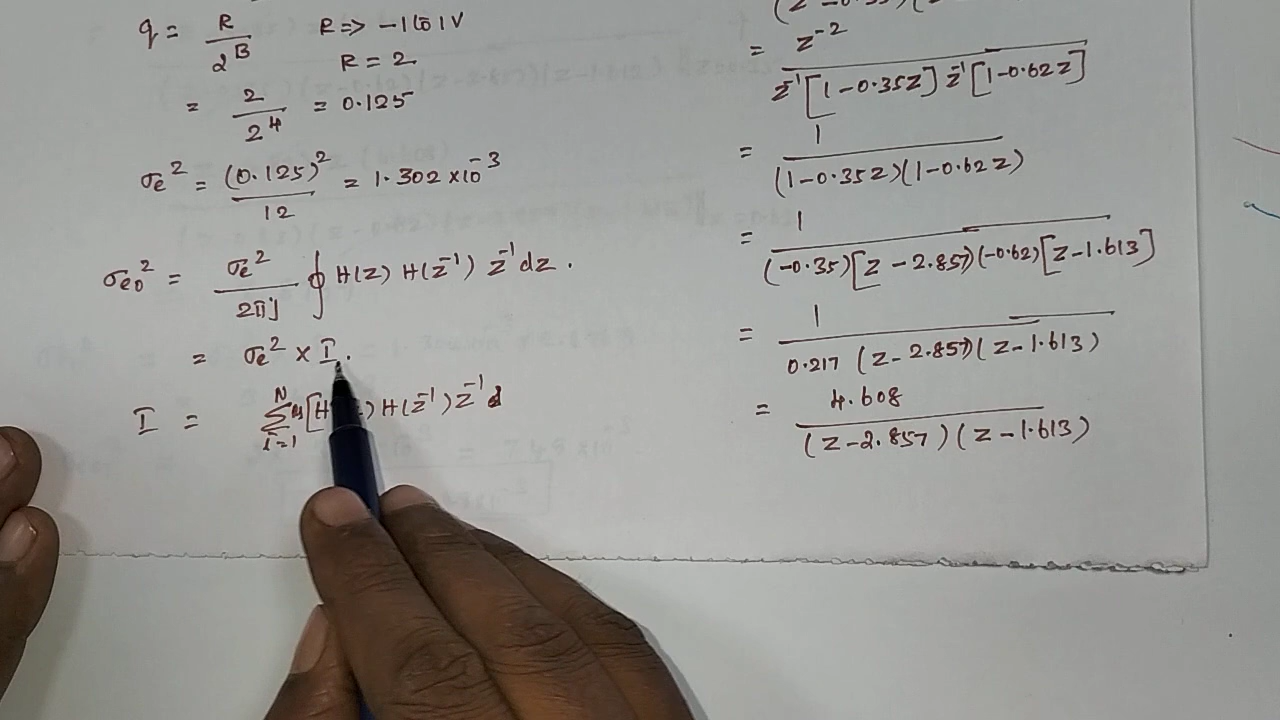 q = R / 2^B R => -1 to 1V
R = 2
= 2 / 2^4 = 0.125
σe^2 = (0.125)^2 / 12 = 1.302 x 10^-3
σeo^2 = σe^2 / 2πj ∮ H(z) H(z^-1) z^-1 dz.
= σe^2 x I.
I = Σ N i=1 H(z^-1) z^-1 d
= z^-2 / z^-1 [1-0.35z] z^-1 [1-0.62z]
= 1 / (1-0.35z)(1-0.62z)
= 1 / (-0.35)[z-2.857)(-0.62)[z-1.613]
= 1 / 0.217 (z-2.857)(z-1.613)
= 4.608 / (z-2.857)(z-1.613)